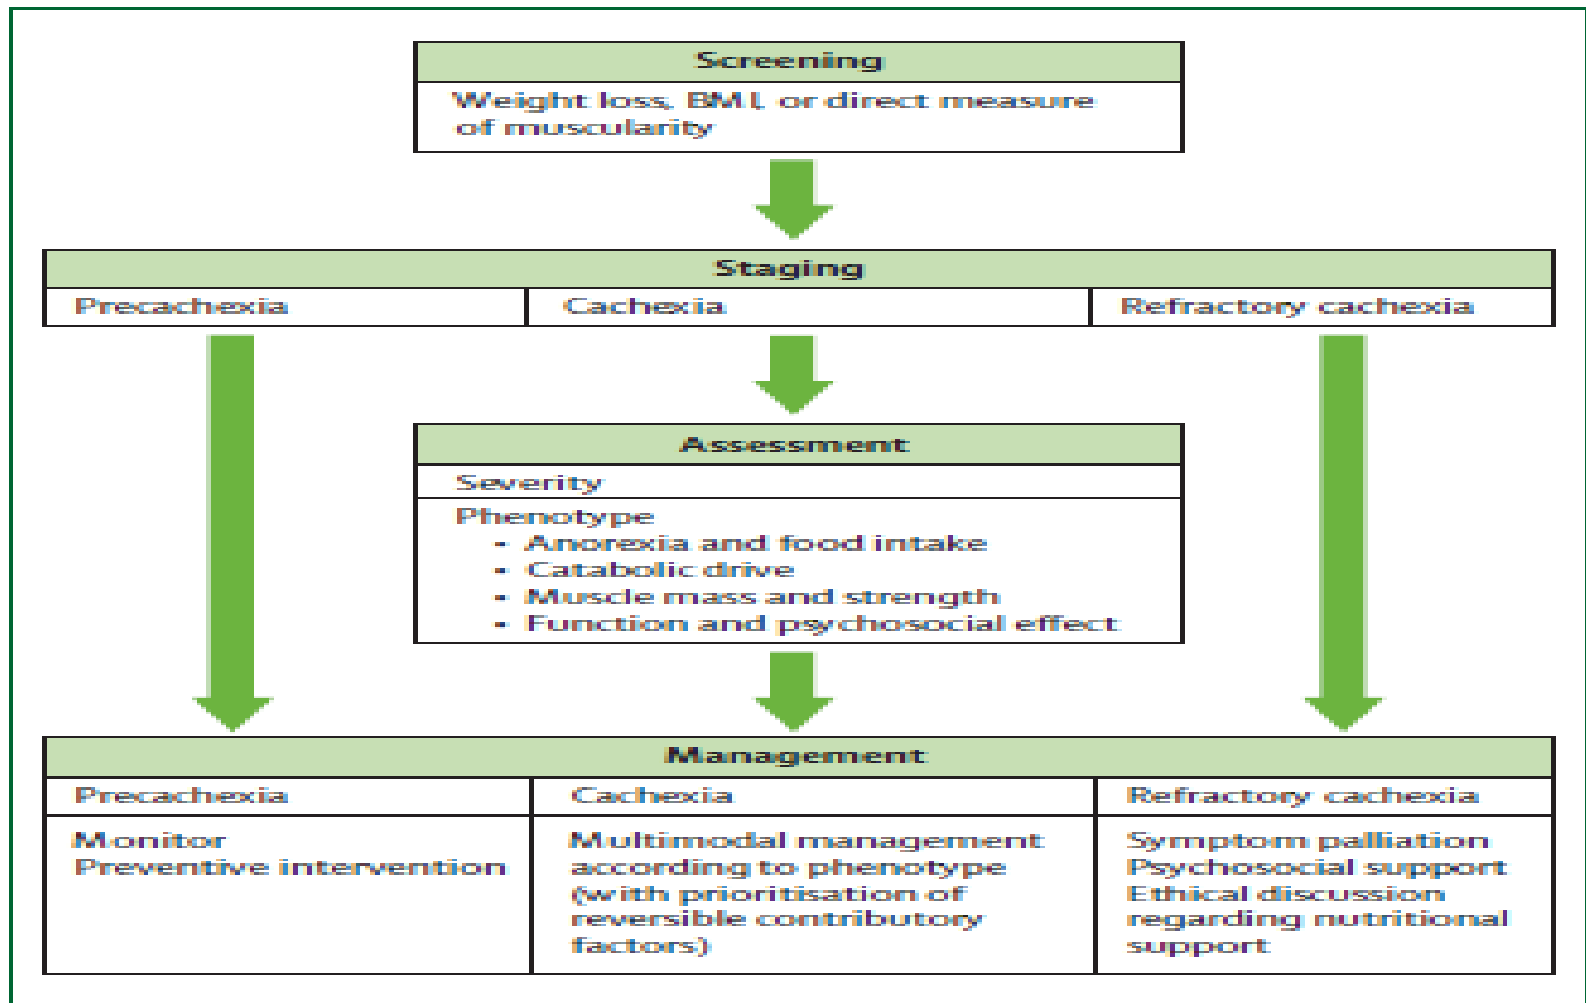 Screening
Weight loss, BMI, or direct measure
of muscularity
Staging
Precachexia
Cachexia
Refractory cachexia
Assessment
Severity
Phenotype
• Anorexia and food intake
• Catabolic drive
• Muscle mass and strength
• Function and psychosocial effect
Management
Precachexia
Monitor
Preventive intervention
Cachexia
Multimodal management
according to phenotype
(with prioritisation of
reversible contributory
factors)
Refractory cachexia
Symptom palliation
Psychosocial support
Ethical discussion
regarding nutritional
support